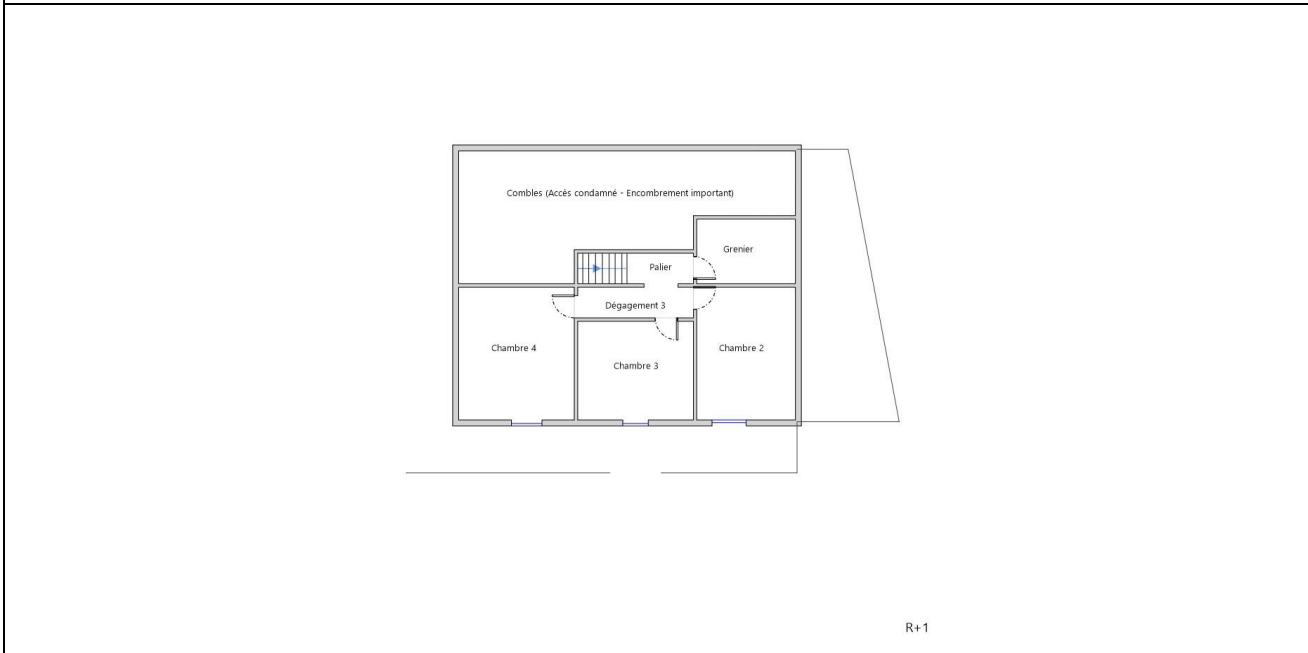 Combles (Accès condamné - Encombrement important)
Grenier
Palier
Dégagement 3
Chambre 4
Chambre 2
Chambre 3
R+1